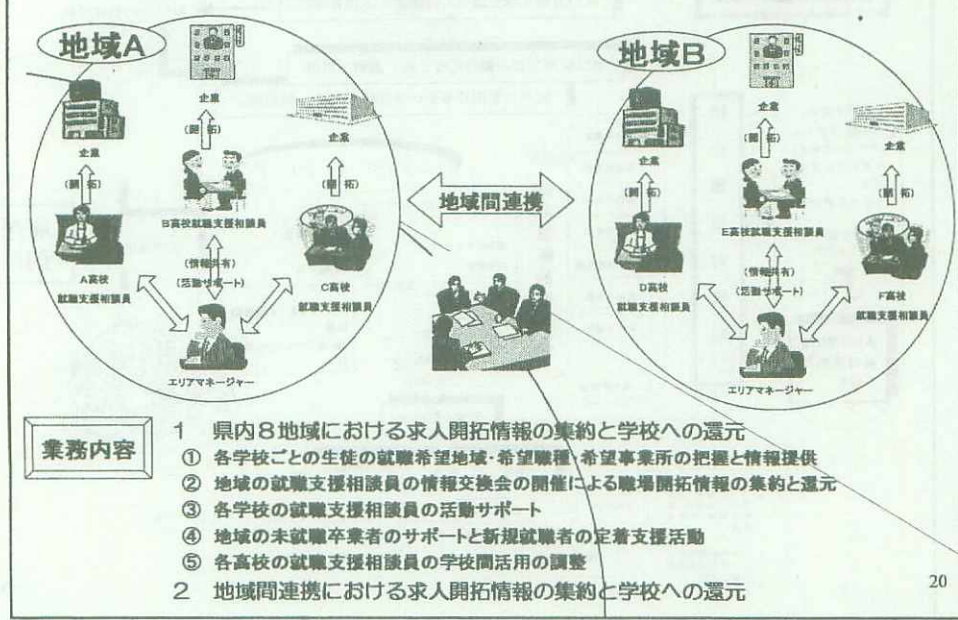 地域A
企業
企業
企業
(開拓)
(開拓)
(開拓)
B高校就職支援相談員
A高校
就職支援相談員
C高校
就職支援相談員
(情報共有)
(活動サポート)
エリアマネージャー
地域間連携
地域B
企業
企業
企業
(開拓)
(開拓)
(開拓)
E高校就職支援相談員
D高校
就職支援相談員
F高校
就職支援相談員
(情報共有)
(活動サポート)
エリアマネージャー
業務内容
1 県内8地域における求人開拓情報の集約と学校への還元
① 各学校ごとの生徒の就職希望地域・希望職種・希望事業所の把握と情報提供
② 地域の就職支援相談員の情報交換会の開催による職場開拓情報の集約と還元
③ 各学校の就職支援相談員の活動サポート
④ 地域の未就職卒業者のサポートと新規就職者の定着支援活動
⑤ 各高校の就職支援相談員の学校間活用の調整
2 地域間連携における求人開拓情報の集約と学校への還元
20